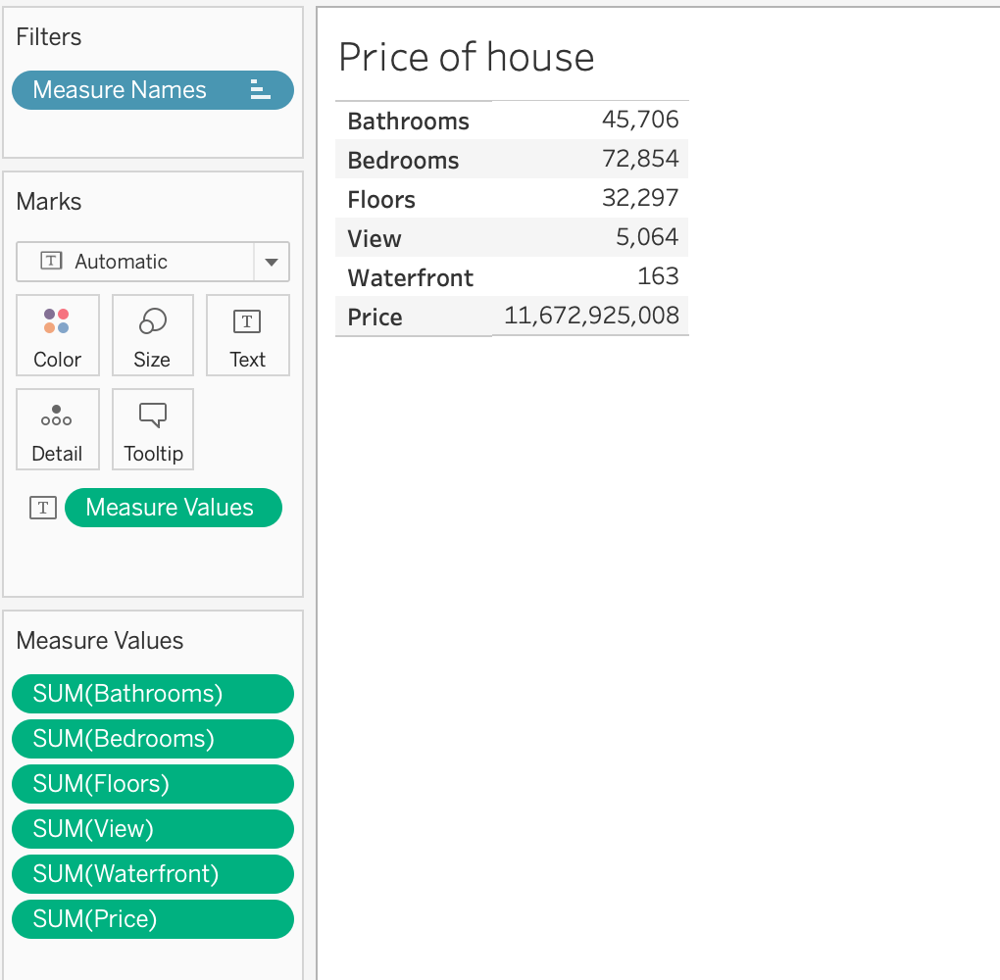 Filters
Measure Names
Marks
T Automatic
Color Size T Text
Detail Tooltip
T Measure Values
Measure Values
SUM(Bathrooms)
SUM(Bedrooms)
SUM(Floors)
SUM(View)
SUM(Waterfront)
SUM(Price)
Price of house
Bathrooms 45,706
Bedrooms 72,854
Floors 32,297
View 5,064
Waterfront 163
Price 11,672,925,008